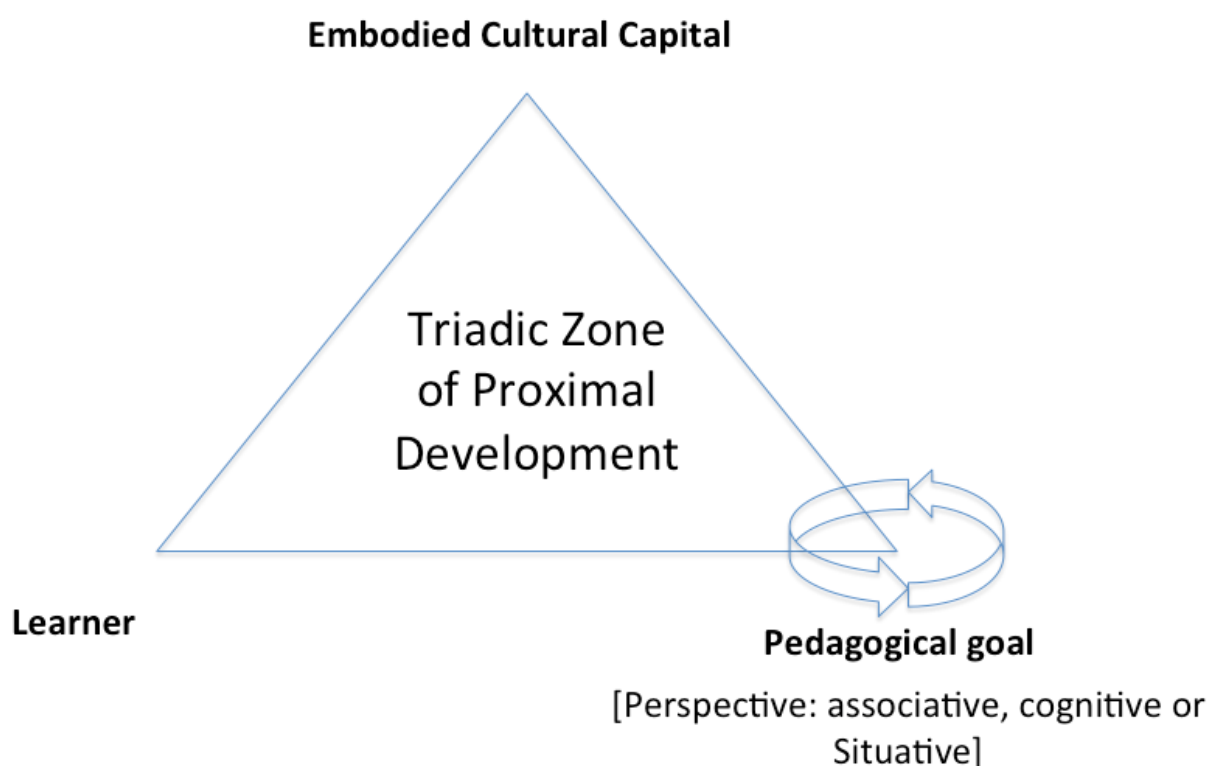 Embodied Cultural Capital
Triadic Zone
of Proximal
Development
Learner
Pedagogical goal
[Perspective: associative, cognitive or
Situative]